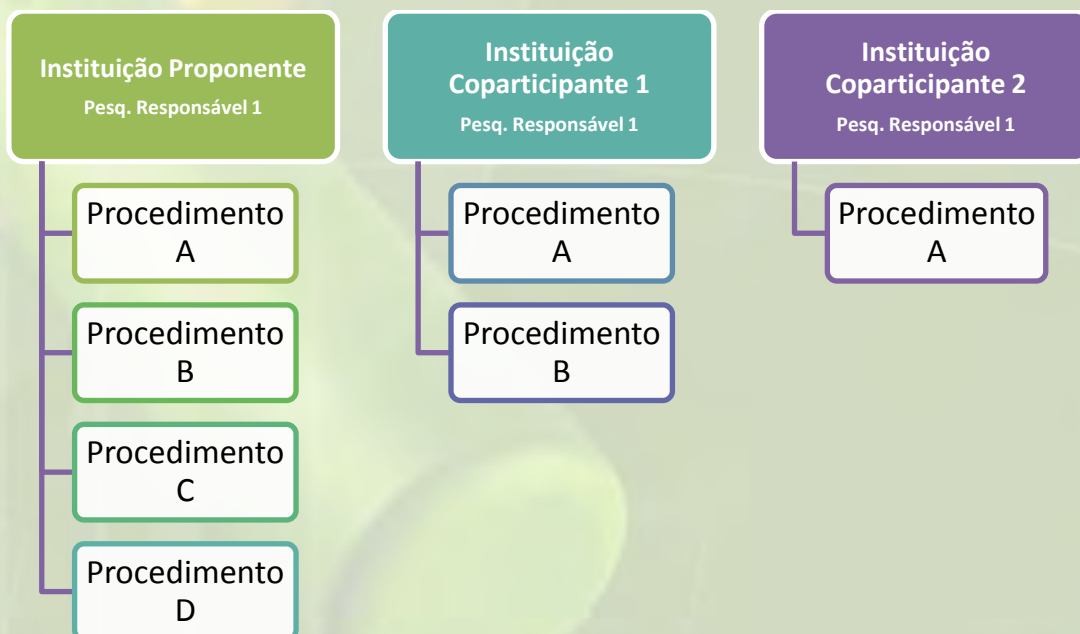 Instituição Proponente
Pesq. Responsável 1
Procedimento
A
Procedimento
B
Procedimento
C
Procedimento
D
Instituição
Coparticipante 1
Pesq. Responsável 1
Procedimento
A
Procedimento
B
Instituição
Coparticipante 2
Pesq. Responsável 1
Procedimento
A